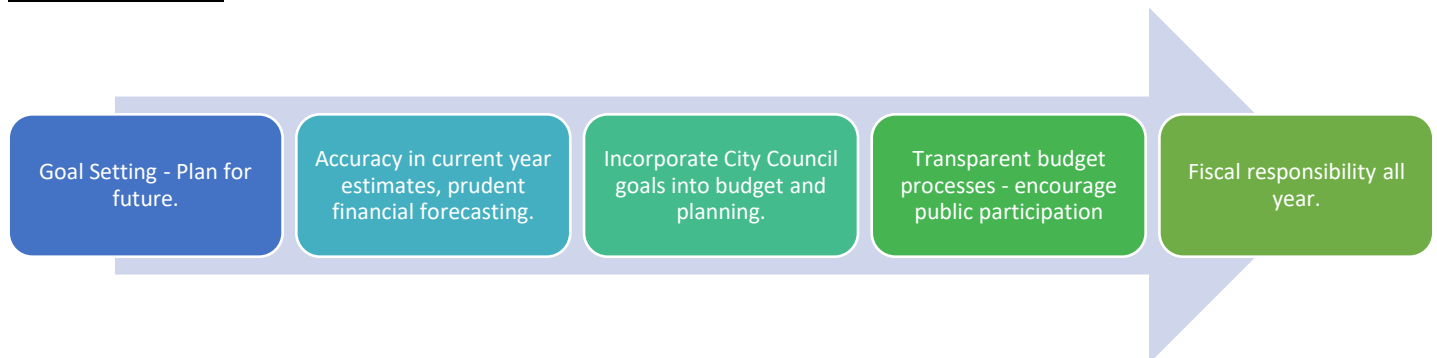 Goal Setting - Plan for
future.
Accuracy in current year
estimates, prudent
financial forecasting.
Incorporate City Council
goals into budget and
planning.
Transparent budget
processes - encourage
public participation
Fiscal responsibility all
year.